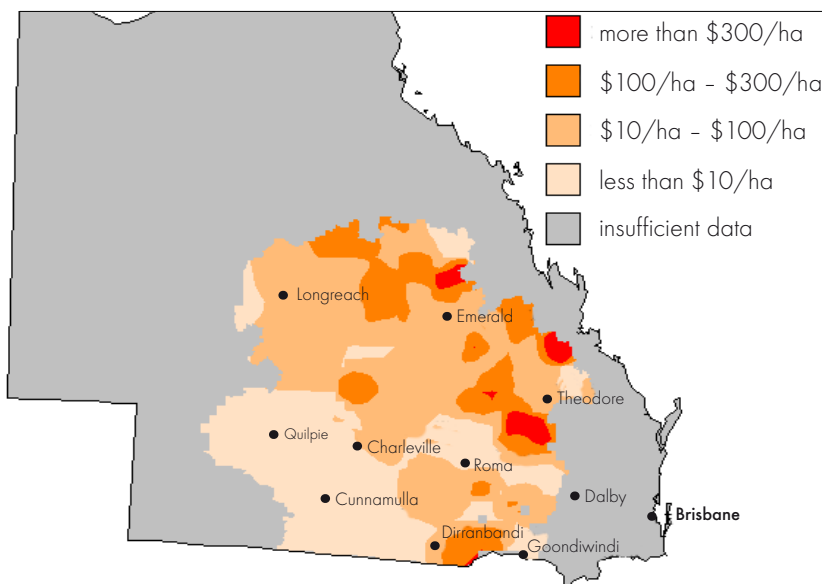 more than $300/ha
$100/ha – $300/ha
$10/ha – $100/ha
less than $10/ha
insufficient data
Longreach
Emerald
Theodore
Quilpie
Charleville
Roma
Cunnamulla
Dalby
Brisbane
Dirranbandi
Goondiwindi